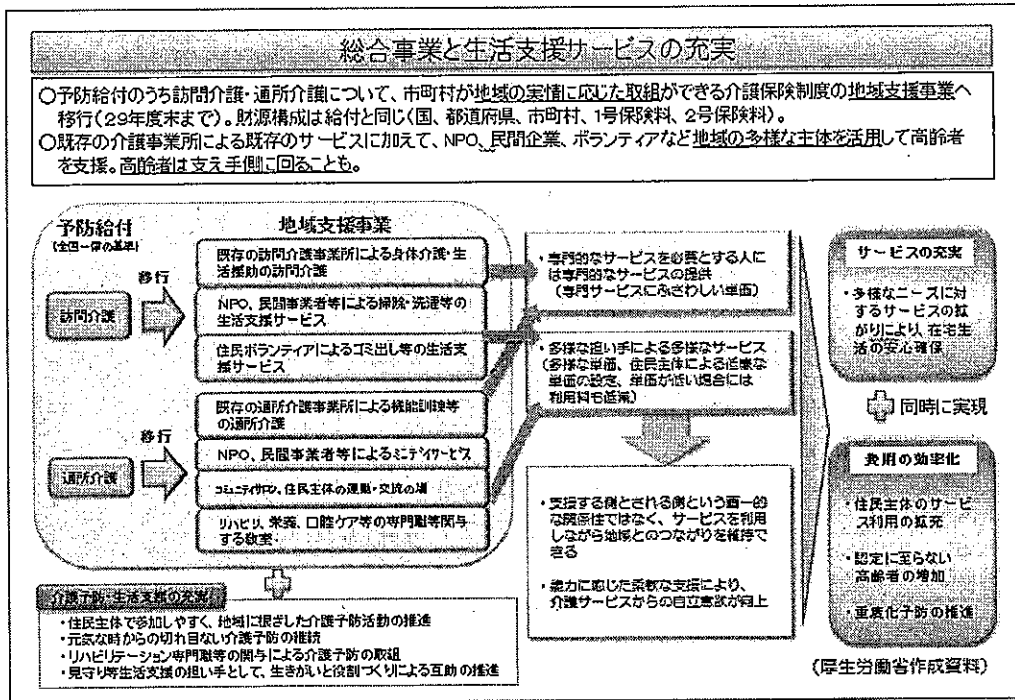 総合事業と生活支援サービスの充実
○予防給付のうち訪問介護・通所介護について、市町村が地域の実情に応じた取組ができる介護保険制度の地域支援事業へ
移行(29年度末まで)。財源構成は給付と同じ(国、都道府県、市町村、1号保険料、2号保険料)。
○既存の介護事業所による既存のサービスに加えて、NPO、民間企業、ボランティアなど地域の多様な主体を活用して高齢者
を支援。高齢者は支え手側に回ることも。
予防給付
(全国一律の基準)
移行
訪問介護
移行
通所介護
地域支援事業
既存の訪問介護事業所による身体介護・生
活援助の訪問介護
NPO、民間事業者等による掃除・洗濯等の
生活支援サービス
住民ボランティアによるゴミ出し等の生活支
援サービス
既存の通所介護事業所による機能訓練等
の通所介護
NPO、民間事業者等によるミニデイサービス
コミュニティサロン、住民主体の運動・交流の場
リハビリ、栄養、口腔ケア等の専門職等関与
する教室
・専門的なサービスを必要とする人に
は専門的なサービスの提供
(専門サービスにふさわしい単価)
・多様な担い手による多様なサービス
(多様な単価、住民主体による低廉な
単価の設定、単価が低い場合には
利用料も低減)
・支援する側とされる側という画一的
な関係性ではなく、サービスを利用
しながら地域とのつながりを維持で
きる
・能力に応じた柔軟な支援により、
介護サービスからの自立意欲が向上
サービスの充実
・多様なニーズに対
するサービスの拡
がりにより、在宅生
活の安心確保
同時に実現
費用の効率化
・住民主体のサービ
ス利用の拡充
・認定に至らない
高齢者の増加
・重度化予防の推進
介護予防・生活支援の充実
・住民主体で参加しやすく、地域に根ざした介護予防活動の推進
・元気な時からの切れ目ない介護予防の継続
・リハビリテーション専門職等の関与による介護予防の取組
・見守り等生活支援の担い手として、生きがいと役割づくりによる互助の推進
(厚生労働省作成資料)